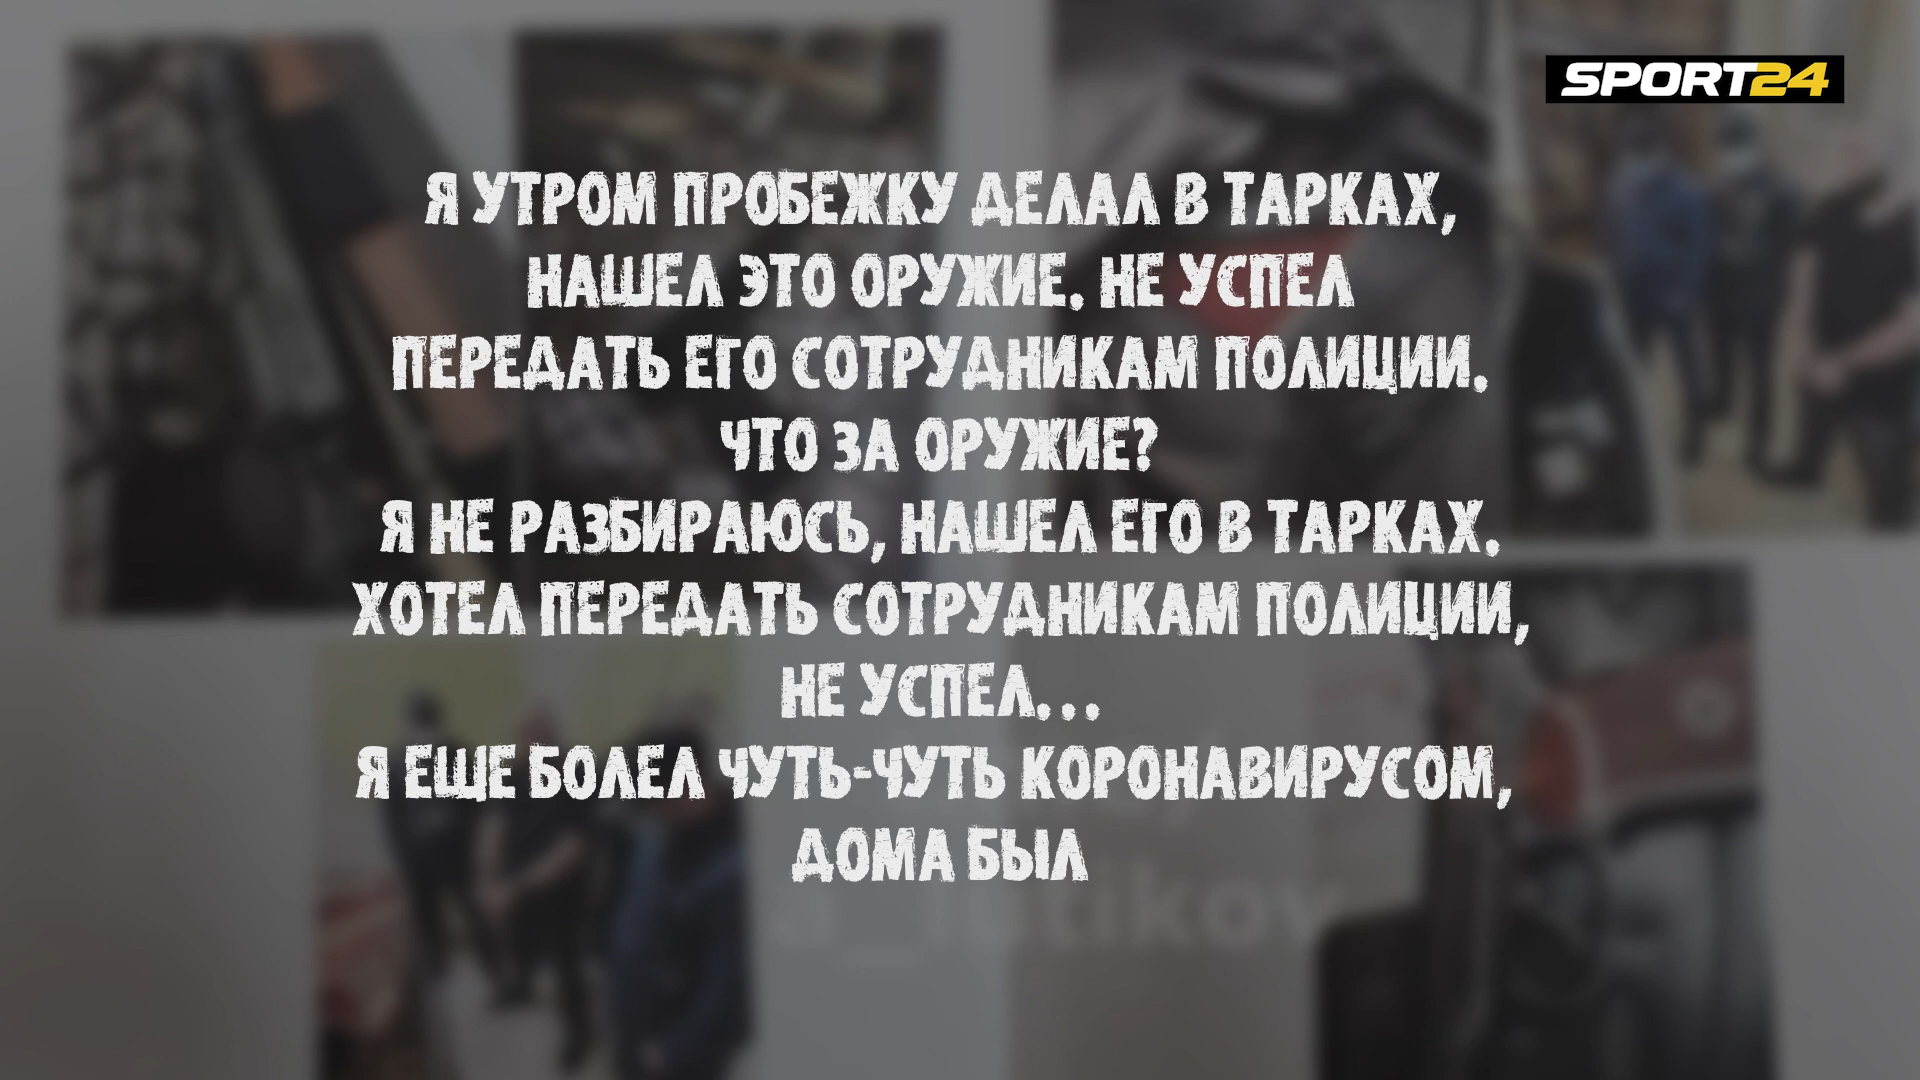 SPORT24
Я УТРОМ ПРОБЕЖКУ ДЕЛАЛ В ТАРКАХ,
НАШЕЛ ЭТО ОРУЖИЕ. НЕ УСПЕЛ
ПЕРЕДАТЬ ЕГО СОТРУДНИКАМ ПОЛИЦИИ.
ЧТО ЗА ОРУЖИЕ?
Я НЕ РАЗБИРАЮСЬ, НАШЕЛ ЕГО В ТАРКАХ.
ХОТЕЛ ПЕРЕДАТЬ СОТРУДНИКАМ ПОЛИЦИИ,
НЕ УСПЕЛ...
Я ЕЩЕ БОЛЕЛ ЧУТЬ-ЧУТЬ КОРОНАВИРУСОМ,
ДОМА БЫЛ